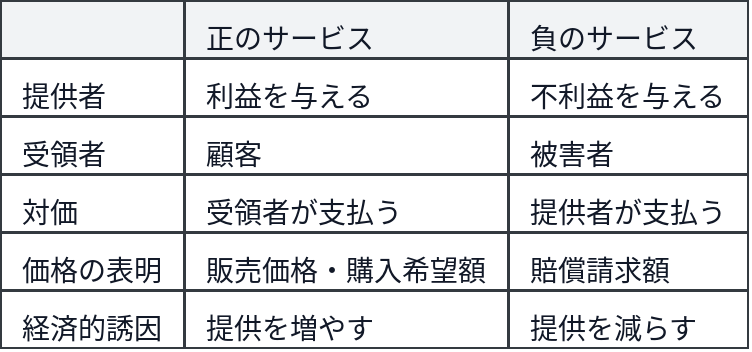 正のサービス 負のサービス
提供者 利益を与える 不利益を与える
受領者 顧客 被害者
対価 受領者が支払う 提供者が支払う
価格の表明 販売価格・購入希望額 賠償請求額
経済的誘因 提供を増やす 提供を減らす